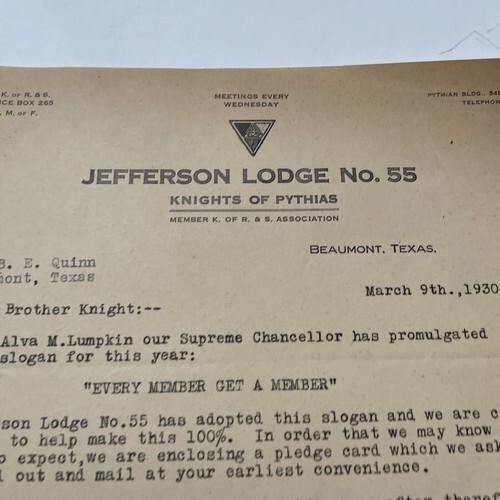 K. OF R. & S.
MEETINGS EVERY
PYTHIAN BLDG., 345
ICE BOX 265
WEDNESDAY
TELEPHON
M. OF F.
JEFFERSON LODGE NO. 55
KNIGHTS OF PYTHIAS
MEMBER K. OF R. & S. ASSOCIATION
BEAUMONT, TEXAS.
B. E. Quinn
mont, Texas
March 9th.,1930
Brother Knight:--
Alva M.Lumpkin our Supreme Chancellor has promulgated
slogan for this year:
"EVERY MEMBER GET A MEMBER"
rson Lodge No.55 has adopted this slogan and we are c
to help make this 100%. In order that we may know
o expect,we are enclosing a pledge card which we ask
l out and mail at your earliest convenience.